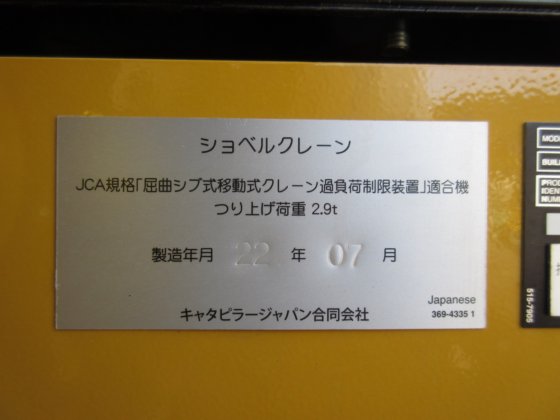 ショベルクレーン
JCA規格「屈曲ジブ式移動式クレーン過負荷制限装置」適合機
つり上げ荷重 2.9t
製造年月 22 年 07 月
キャタピラージャパン合同会社
Japanese
369-4335 1
515-7905